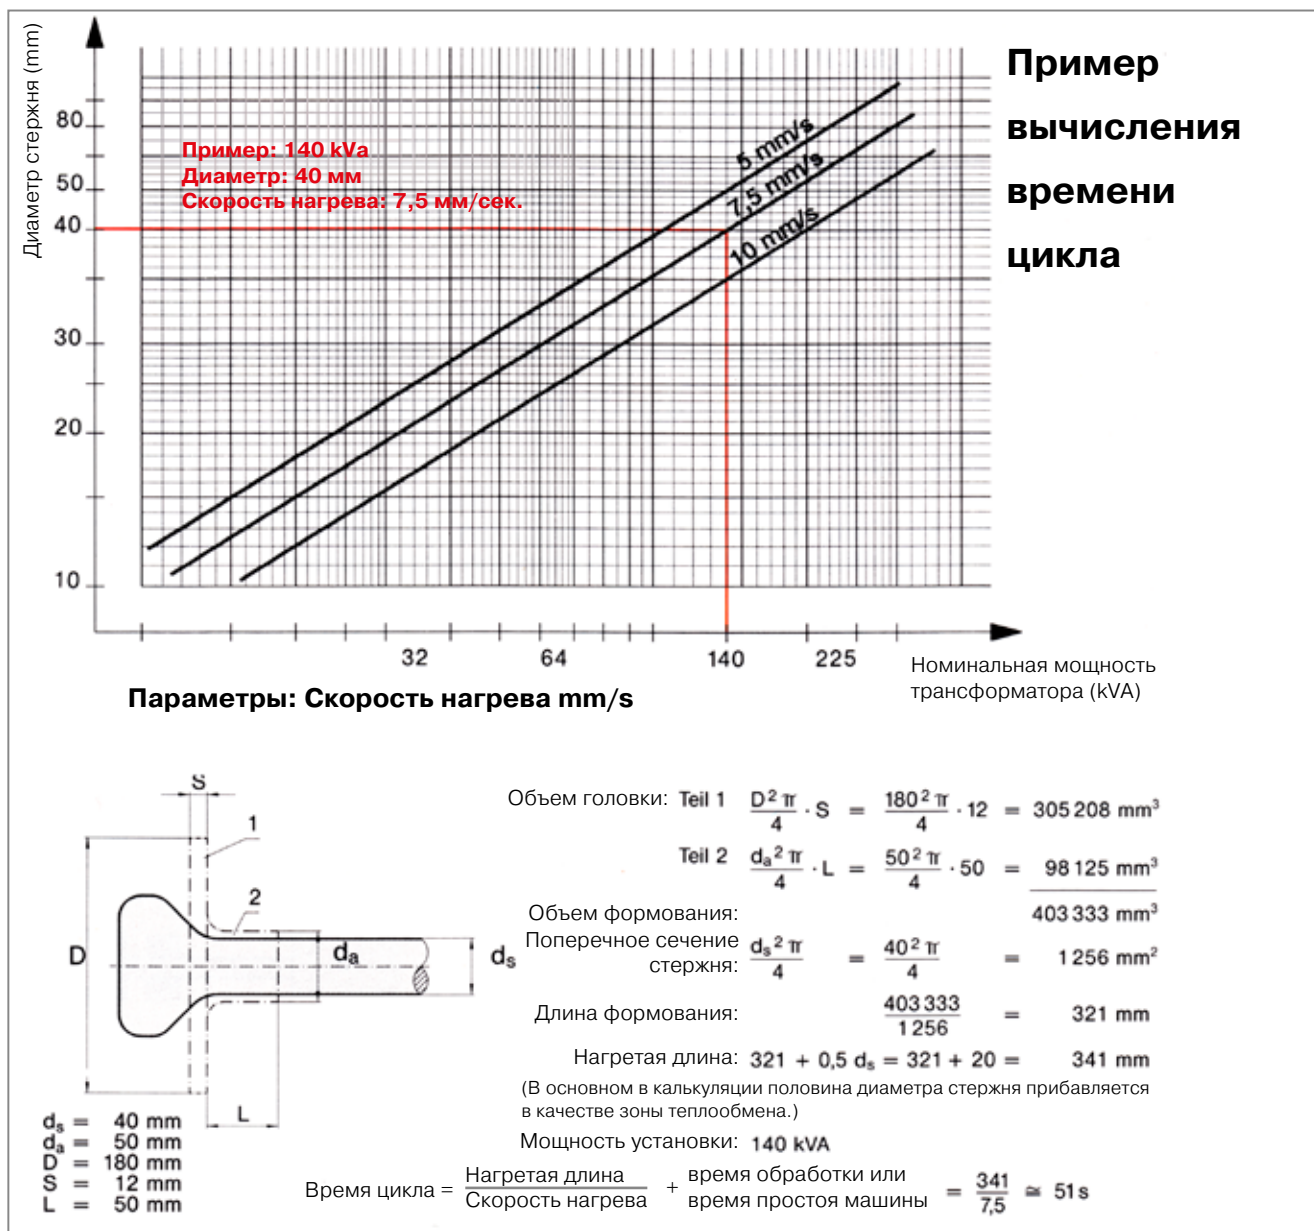 Диаметр стержня (mm)
Пример
вычисления
времени
цикла
Пример: 140 kVa
Диаметр: 40 мм
Скорость нагрева: 7,5 мм/сек.
5 mm/s
7,5 mm/s
10 mm/s
80
50
40
30
20
10
32 64 140 225
Номинальная мощность
трансформатора (kVA)
Параметры: Скорость нагрева mm/s
S
1
2
D
da
ds
L
ds = 40 mm
da = 50 mm
D = 180 mm
S = 12 mm
L = 50 mm
Объем головки: Teil 1 D² π / 4 · S = 180² π / 4 · 12 = 305 208 mm³
Teil 2 da² π / 4 · L = 50² π / 4 · 50 = 98 125 mm³
Объем формования: 403 333 mm³
Поперечное сечение
стержня: ds² π / 4 = 40² π / 4 = 1 256 mm²
Длина формования: 403 333 / 1 256 = 321 mm
Нагретая длина: 321 + 0,5 ds = 321 + 20 = 341 mm
(В основном в калькуляции половина диаметра стержня прибавляется
в качестве зоны теплообмена.)
Мощность установки: 140 kVA
Время цикла = Нагретая длина / Скорость нагрева + время обработки или время простоя машины = 341 / 7,5 ≅ 51 s